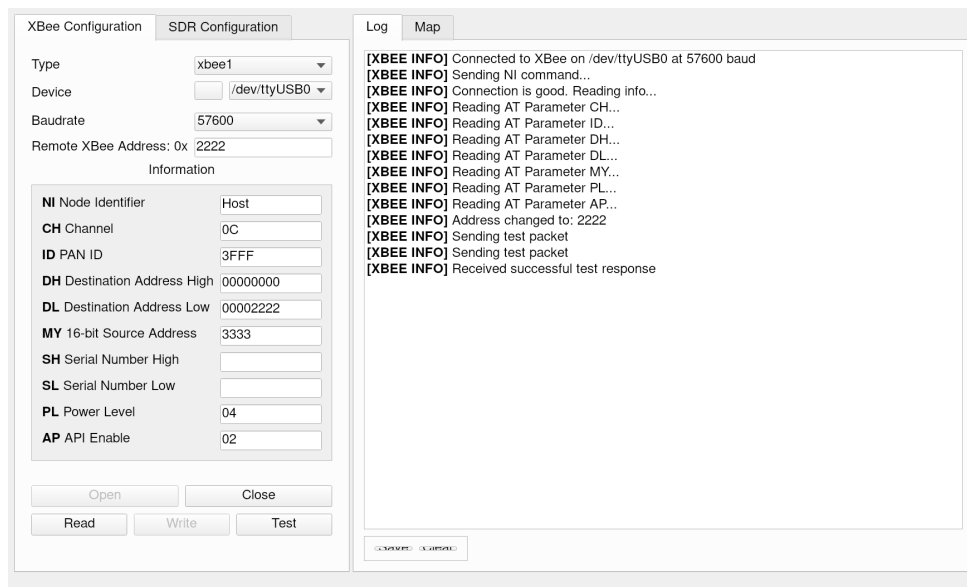 XBee Configuration
SDR Configuration
Type
xbee1
Device
/dev/ttyUSB0
Baudrate
57600
Remote XBee Address: 0x
2222
Information
NI Node Identifier
Host
CH Channel
0C
ID PAN ID
3FFF
DH Destination Address High
00000000
DL Destination Address Low
00002222
MY 16-bit Source Address
3333
SH Serial Number High
SL Serial Number Low
PL Power Level
04
AP API Enable
02
Open
Close
Read
Write
Test
Log
Map
[XBEE INFO] Connected to XBee on /dev/ttyUSB0 at 57600 baud
[XBEE INFO] Sending NI command...
[XBEE INFO] Connection is good. Reading info...
[XBEE INFO] Reading AT Parameter CH...
[XBEE INFO] Reading AT Parameter ID...
[XBEE INFO] Reading AT Parameter DH...
[XBEE INFO] Reading AT Parameter DL...
[XBEE INFO] Reading AT Parameter MY...
[XBEE INFO] Reading AT Parameter PL...
[XBEE INFO] Reading AT Parameter AP...
[XBEE INFO] Address changed to: 2222
[XBEE INFO] Sending test packet
[XBEE INFO] Sending test packet
[XBEE INFO] Received successful test response
Save
Clear